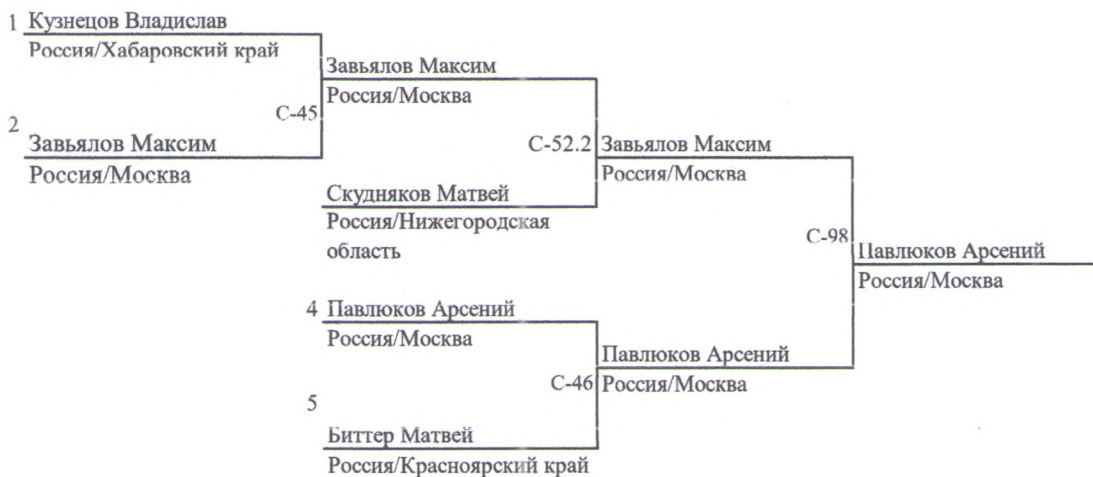 1 Кузнецов Владислав
Россия/Хабаровский край
Завьялов Максим
Россия/Москва
С-45
2
Завьялов Максим
Россия/Москва
С-52.2 Завьялов Максим
Россия/Москва
Скудняков Матвей
Россия/Нижегородская
область
С-98
Павлюков Арсений
Россия/Москва
4 Павлюков Арсений
Россия/Москва
Павлюков Арсений
С-46 Россия/Москва
5
Биттер Матвей
Россия/Красноярский край